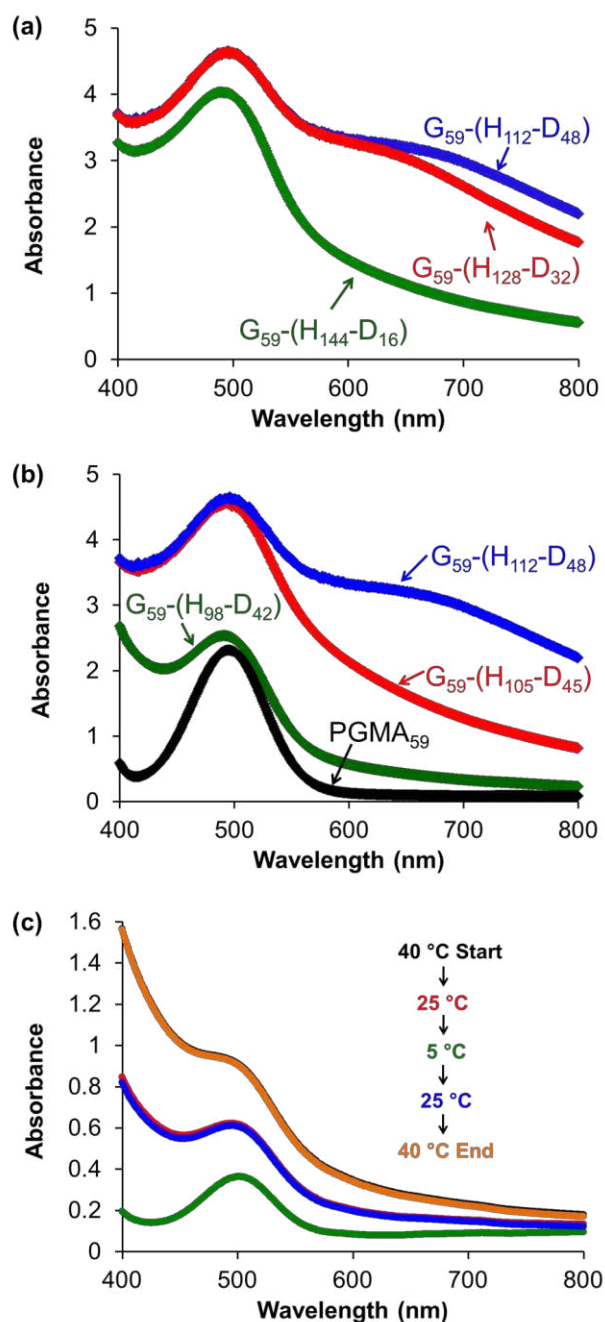 (a)
5
4
3
2
1
0
Absorbance
G₅₉-(H₁₁₂-D₄₈)
G₅₉-(H₁₂₈-D₃₂)
G₅₉-(H₁₄₄-D₁₆)
400 500 600 700 800
Wavelength (nm)
(b)
5
4
3
2
1
0
Absorbance
G₅₉-(H₁₁₂-D₄₈)
G₅₉-(H₉₈-D₄₂)
G₅₉-(H₁₀₅-D₄₅)
PGMA₅₉
400 500 600 700 800
Wavelength (nm)
(c)
1.6
1.4
1.2
1
0.8
0.6
0.4
0.2
0
Absorbance
40 °C Start
25 °C
5 °C
25 °C
40 °C End
400 500 600 700 800
Wavelength (nm)